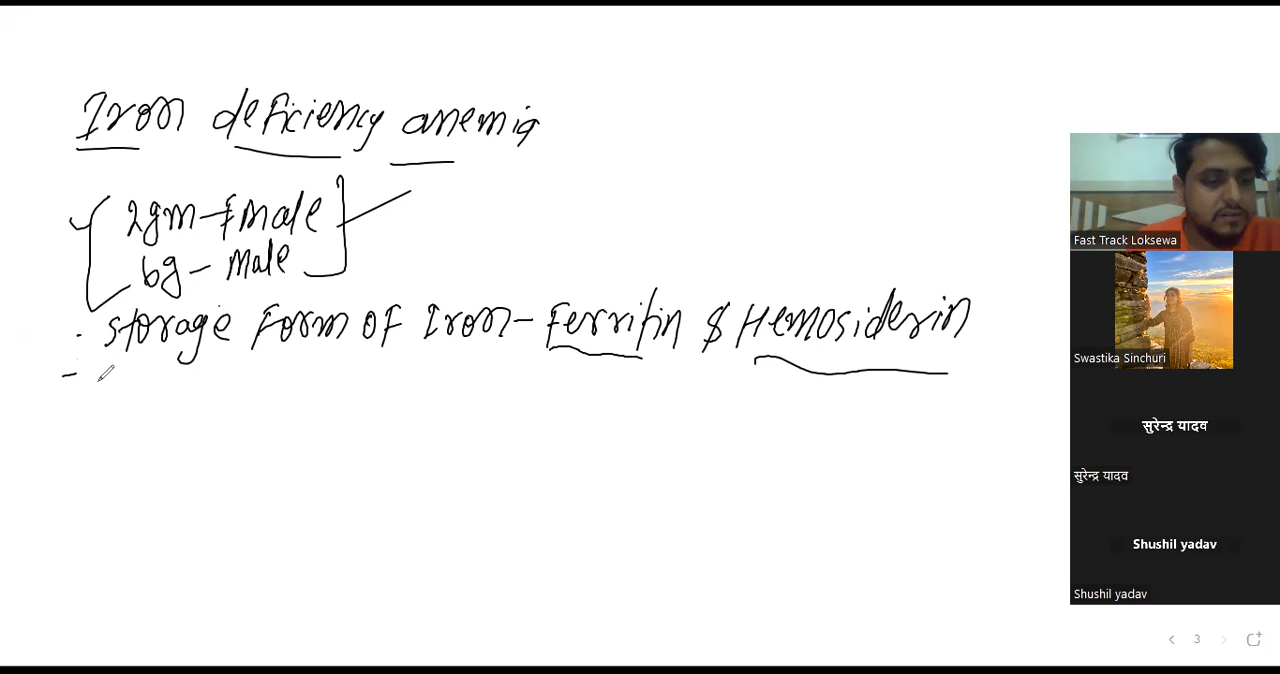 Iron deficiency anemia
2gm - female
6g - male
. storage form of Iron - Ferritin & Hemosiderin
-
Fast Track Loksewa
Swastika Sinchuri
सुरेन्द्र यादव
सुरेन्द्र यादव
Shushil yadav
Shushil yadav
3